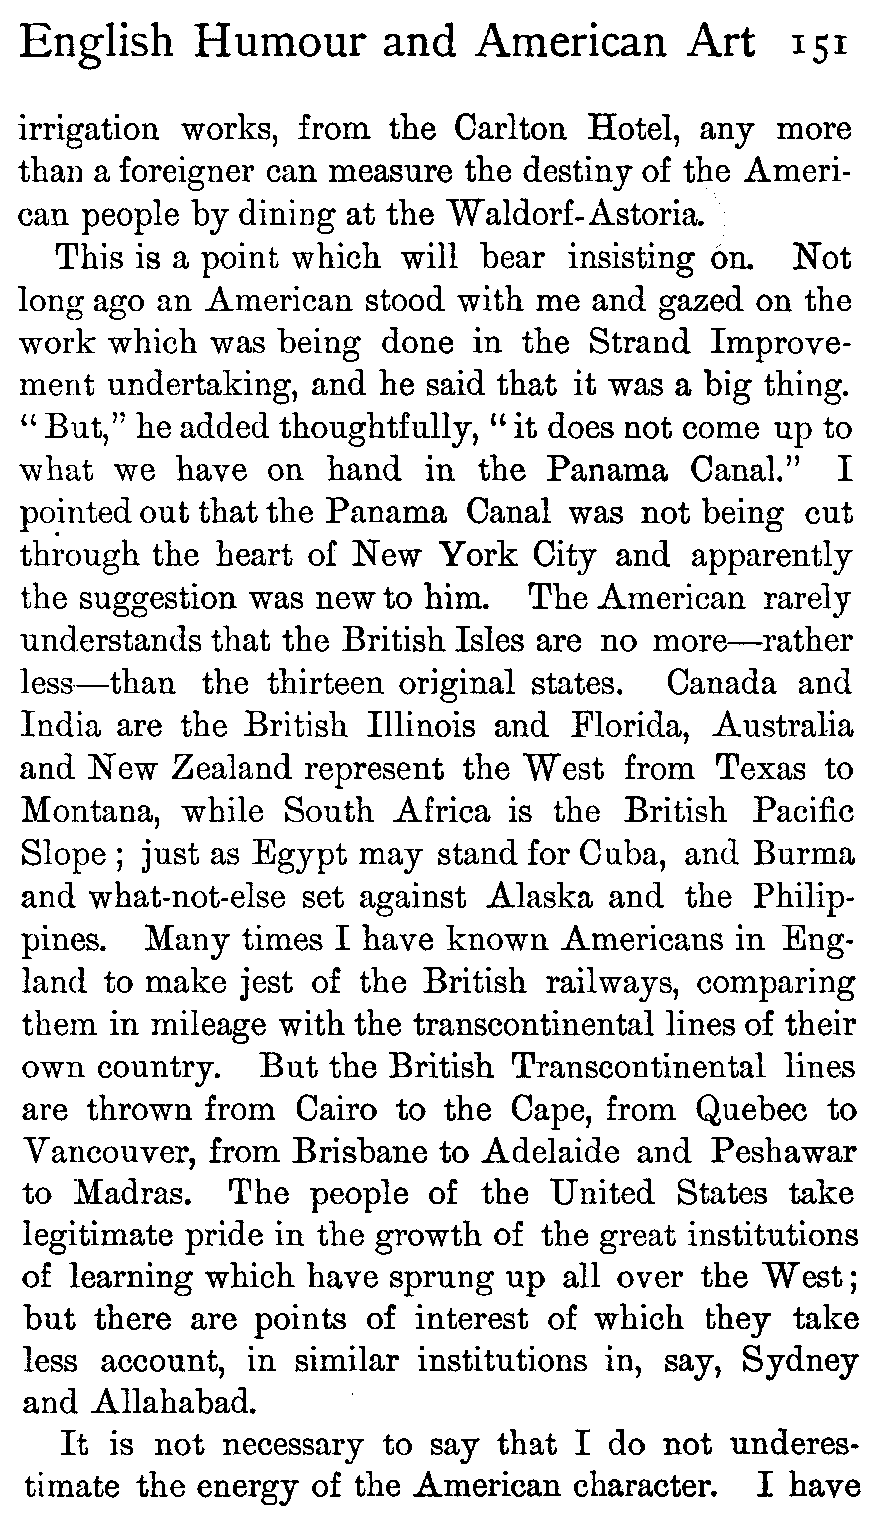 English Humour and American Art 151
irrigation works, from the Carlton Hotel, any more
than a foreigner can measure the destiny of the Ameri-
can people by dining at the Waldorf-Astoria.
This is a point which will bear insisting on. Not
long ago an American stood with me and gazed on the
work which was being done in the Strand Improve-
ment undertaking, and he said that it was a big thing.
“But,” he added thoughtfully, “it does not come up to
what we have on hand in the Panama Canal.” I
pointed out that the Panama Canal was not being cut
through the heart of New York City and apparently
the suggestion was new to him. The American rarely
understands that the British Isles are no more—rather
less—than the thirteen original states. Canada and
India are the British Illinois and Florida, Australia
and New Zealand represent the West from Texas to
Montana, while South Africa is the British Pacific
Slope; just as Egypt may stand for Cuba, and Burma
and what-not-else set against Alaska and the Philip-
pines. Many times I have known Americans in Eng-
land to make jest of the British railways, comparing
them in mileage with the transcontinental lines of their
own country. But the British Transcontinental lines
are thrown from Cairo to the Cape, from Quebec to
Vancouver, from Brisbane to Adelaide and Peshawar
to Madras. The people of the United States take
legitimate pride in the growth of the great institutions
of learning which have sprung up all over the West;
but there are points of interest of which they take
less account, in similar institutions in, say, Sydney
and Allahabad.
It is not necessary to say that I do not underes-
timate the energy of the American character. I have